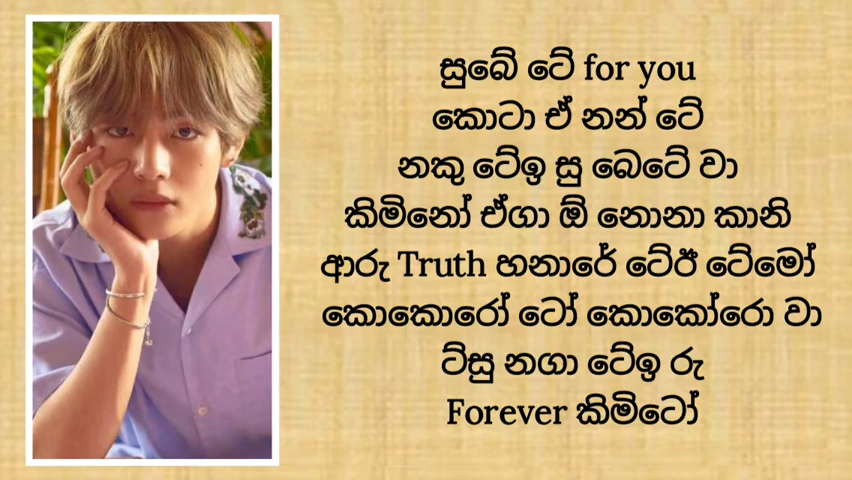 සුබේ ටේ for you
කොටා ඒ නන් ටේ
නකු ටේඉ සු බෙටේ වා
කිමිනෝ ඒගා ඕ නොනා කානි
ආරු Truth හනාරේ ටේඊ ටේමෝ
කොකොරෝ ටෝ කොකෝරො වා
ට්සු නගා ටේඉ රු
Forever කිමිටෝ